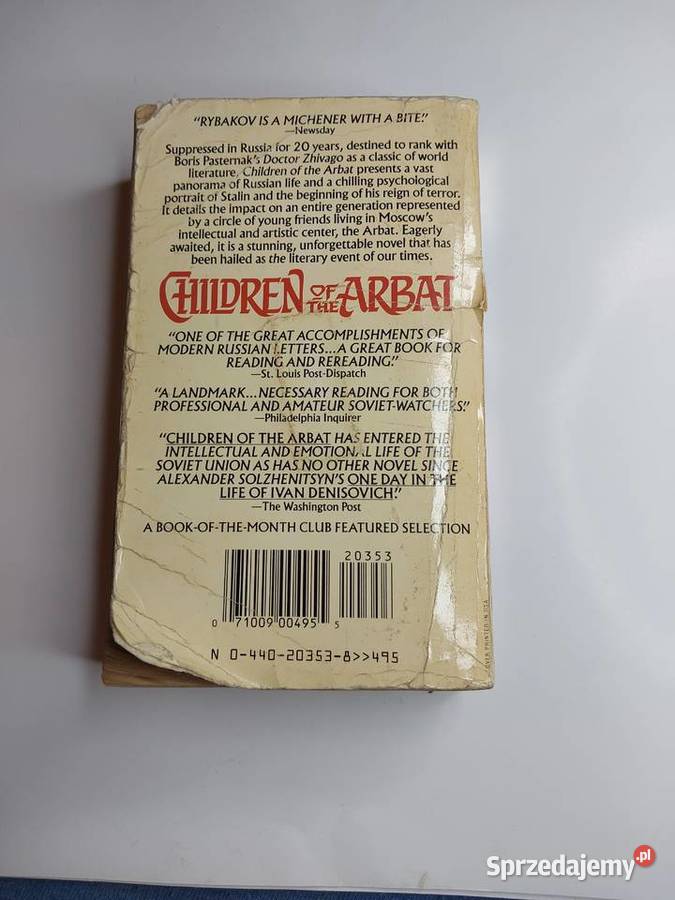 "RYBAKOV IS A MICHENER WITH A BITE."
—Newsday
Suppressed in Russia for 20 years, destined to rank with
Boris Pasternak's Doctor Zhivago as a classic of world
literature, Children of the Arbat presents a vast
panorama of Russian life and a chilling psychological
portrait of Stalin and the beginning of his reign of terror.
It details the impact on an entire generation represented
by a circle of young friends living in Moscow's
intellectual and artistic center, the Arbat. Eagerly
awaited, it is a stunning, unforgettable novel that has
been hailed as the literary event of our times.
CHILDREN OF THE ARBAT
"ONE OF THE GREAT ACCOMPLISHMENTS OF
MODERN RUSSIAN LETTERS...A GREAT BOOK FOR
READING AND REREADING."
—St. Louis Post-Dispatch
"A LANDMARK...NECESSARY READING FOR BOTH
PROFESSIONAL AND AMATEUR SOVIET-WATCHERS."
—Philadelphia Inquirer
"CHILDREN OF THE ARBAT HAS ENTERED THE
INTELLECTUAL AND EMOTIONAL LIFE OF THE
SOVIET UNION AS HAS NO OTHER NOVEL SINCE
ALEXANDER SOLZHENITSYN'S ONE DAY IN THE
LIFE OF IVAN DENISOVICH."
—The Washington Post
A BOOK-OF-THE-MONTH CLUB FEATURED SELECTION
20353
0 71009 00495 5
N 0-440-20353-8>>495
COVER PRINTED IN USA
Sprzedajemy.pl